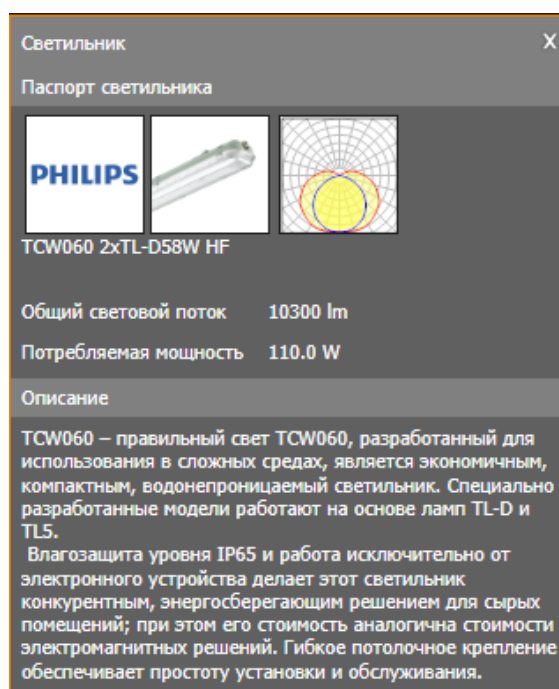 Светильник X
Паспорт светильника
PHILIPS
TCW060 2xTL-D58W HF
Общий световой поток 10300 lm
Потребляемая мощность 110.0 W
Описание
TCW060 – правильный свет TCW060, разработанный для
использования в сложных средах, является экономичным,
компактным, водонепроницаемый светильник. Специально
разработанные модели работают на основе ламп TL-D и
TL5.
Влагозащита уровня IP65 и работа исключительно от
электронного устройства делает этот светильник
конкурентным, энергосберегающим решением для сырых
помещений; при этом его стоимость аналогична стоимости
электромагнитных решений. Гибкое потолочное крепление
обеспечивает простоту установки и обслуживания.